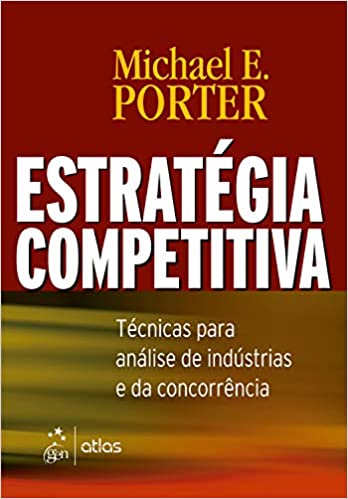 Michael E.
PORTER
ESTRATÉGIA
COMPETITIVA
Técnicas para
análise de indústrias
e da concorrência
gen
atlas